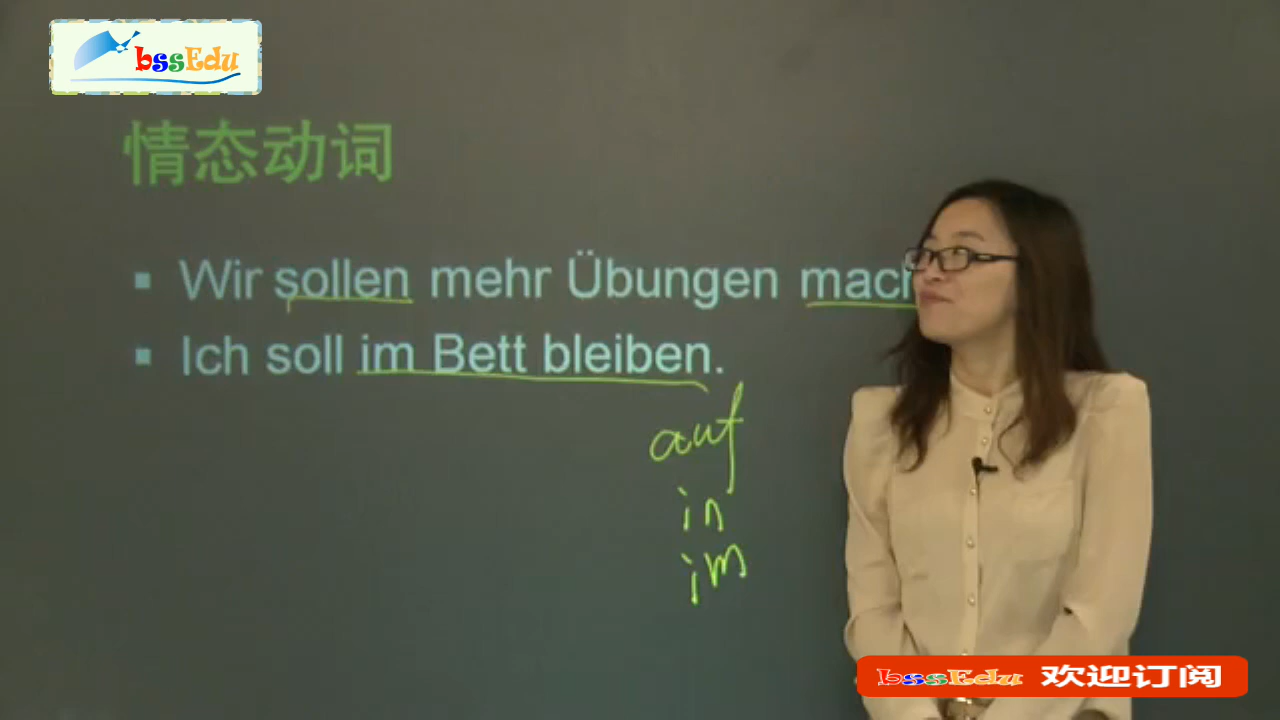 bssEdu
情态动词
Wir sollen mehr Übungen mach
Ich soll im Bett bleiben.
auf
in
im
bssEdu 欢迎订阅